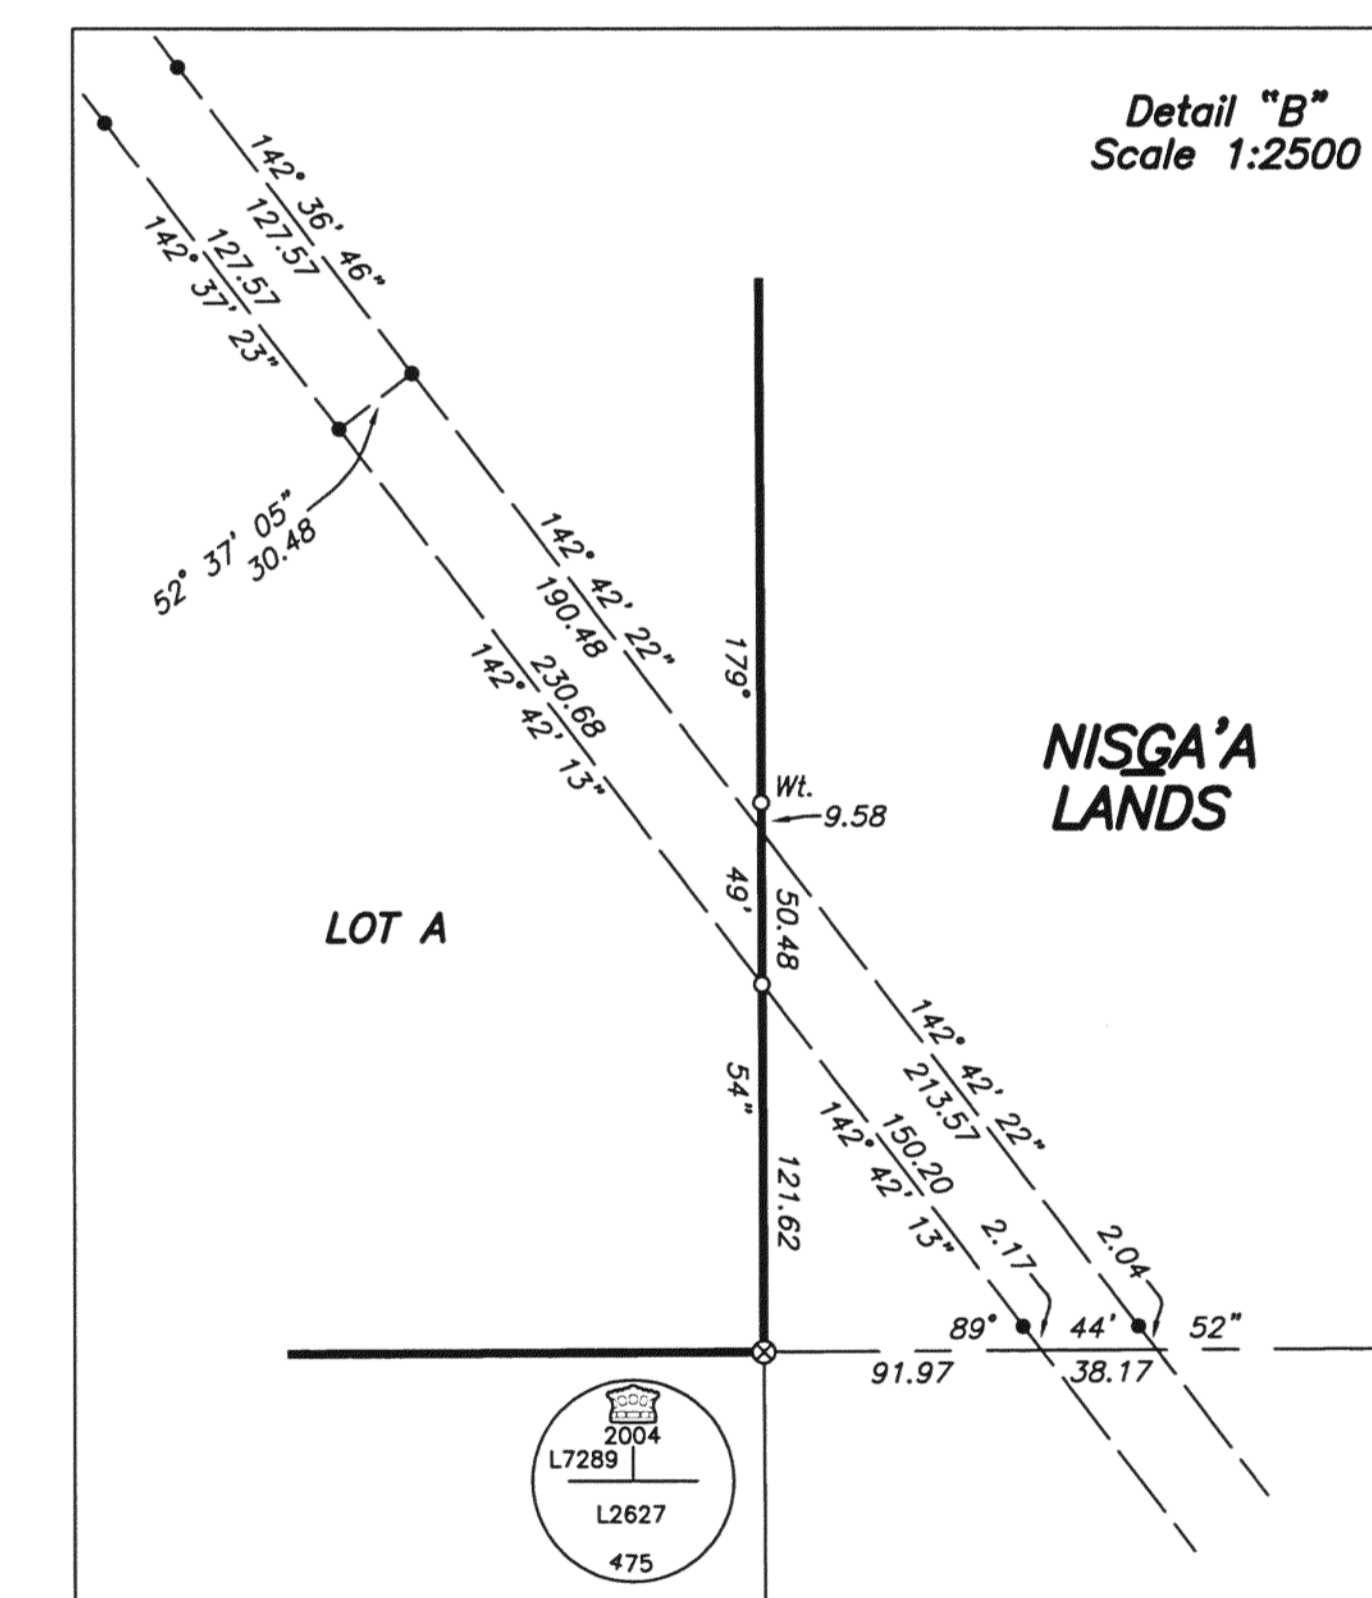 Detail "B"
Scale 1:2500
142° 36' 46"
127.57
127.57
142° 37' 23"
52° 37' 05"
30.48
142° 42' 22"
190.48
230.68
142° 42' 13"
179°
Wt.
9.58
NISG̲A'A
LANDS
49'
50.48
LOT A
54"
142° 42' 22"
213.57
150.20
142° 42' 13"
121.62
2.17
2.04
89° 44' 52"
91.97
38.17
2004
L7289
L2627
475